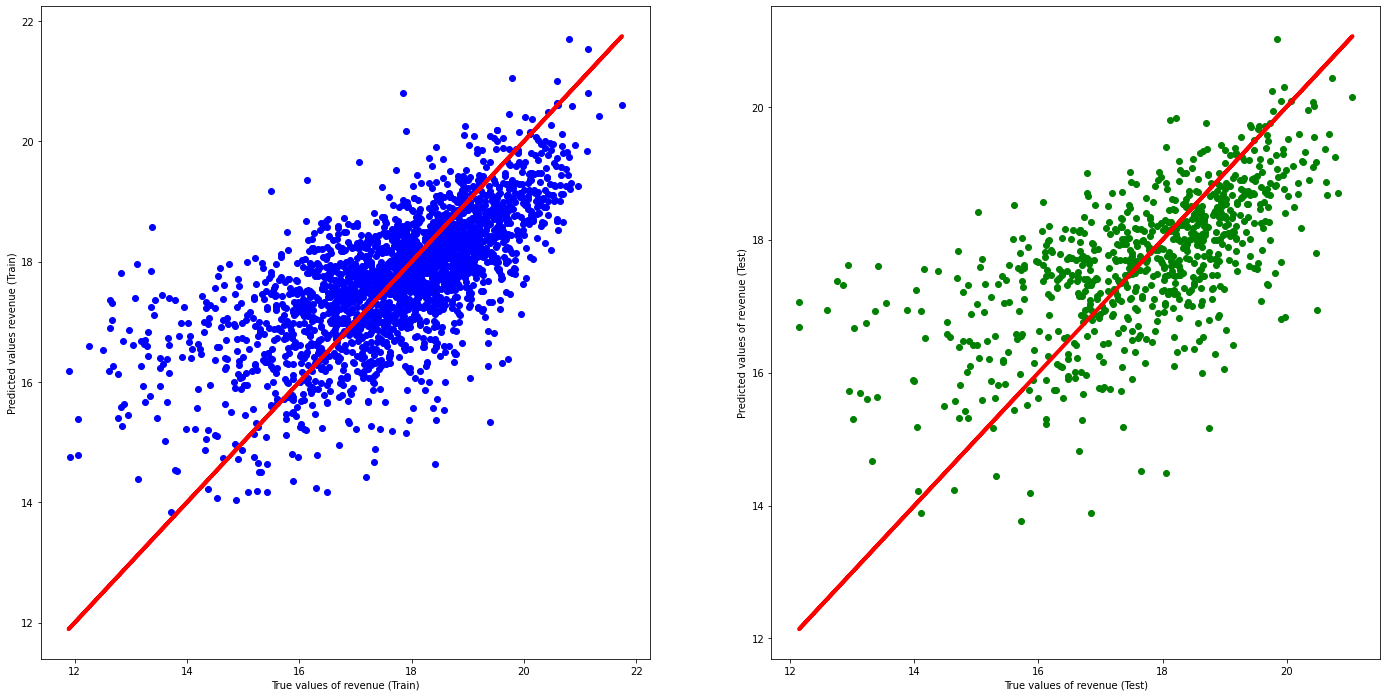 22
20
18
16
14
12
Predicted values revenue (Train)
12 14 16 18 20 22
True values of revenue (Train)
20
18
16
14
12
Predicted values of revenue (Test)
12 14 16 18 20
True values of revenue (Test)